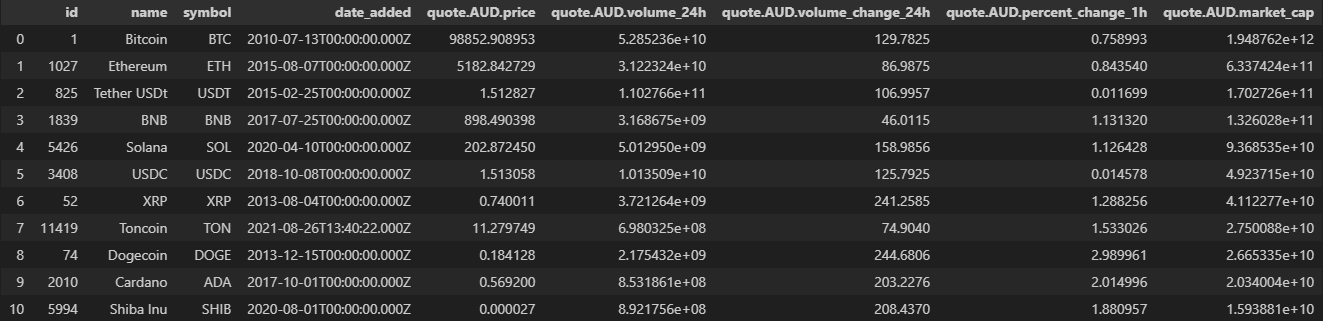 id name symbol date_added quote.AUD.price quote.AUD.volume_24h quote.AUD.volume_change_24h quote.AUD.percent_change_1h quote.AUD.market_cap
0 1 Bitcoin BTC 2010-07-13T00:00:00.000Z 98852.908953 5.285236e+10 129.7825 0.758993 1.948762e+12
1 1027 Ethereum ETH 2015-08-07T00:00:00.000Z 5182.842729 3.122324e+10 86.9875 0.843540 6.337424e+11
2 825 Tether USDt USDT 2015-02-25T00:00:00.000Z 1.512827 1.102766e+11 106.9957 0.011699 1.702726e+11
3 1839 BNB BNB 2017-07-25T00:00:00.000Z 898.490398 3.168675e+09 46.0115 1.131320 1.326028e+11
4 5426 Solana SOL 2020-04-10T00:00:00.000Z 202.872450 5.012950e+09 158.9856 1.126428 9.368535e+10
5 3408 USDC USDC 2018-10-08T00:00:00.000Z 1.513058 1.013509e+10 125.7925 0.014578 4.923715e+10
6 52 XRP XRP 2013-08-04T00:00:00.000Z 0.740011 3.721264e+09 241.2585 1.288256 4.112277e+10
7 11419 Toncoin TON 2021-08-26T13:40:22.000Z 11.279749 6.980325e+08 74.9040 1.533026 2.750088e+10
8 74 Dogecoin DOGE 2013-12-15T00:00:00.000Z 0.184128 2.175432e+09 244.6806 2.989961 2.665335e+10
9 2010 Cardano ADA 2017-10-01T00:00:00.000Z 0.569200 8.531861e+08 203.2276 2.014996 2.034004e+10
10 5994 Shiba Inu SHIB 2020-08-01T00:00:00.000Z 0.000027 8.921756e+08 208.4370 1.880957 1.593881e+10